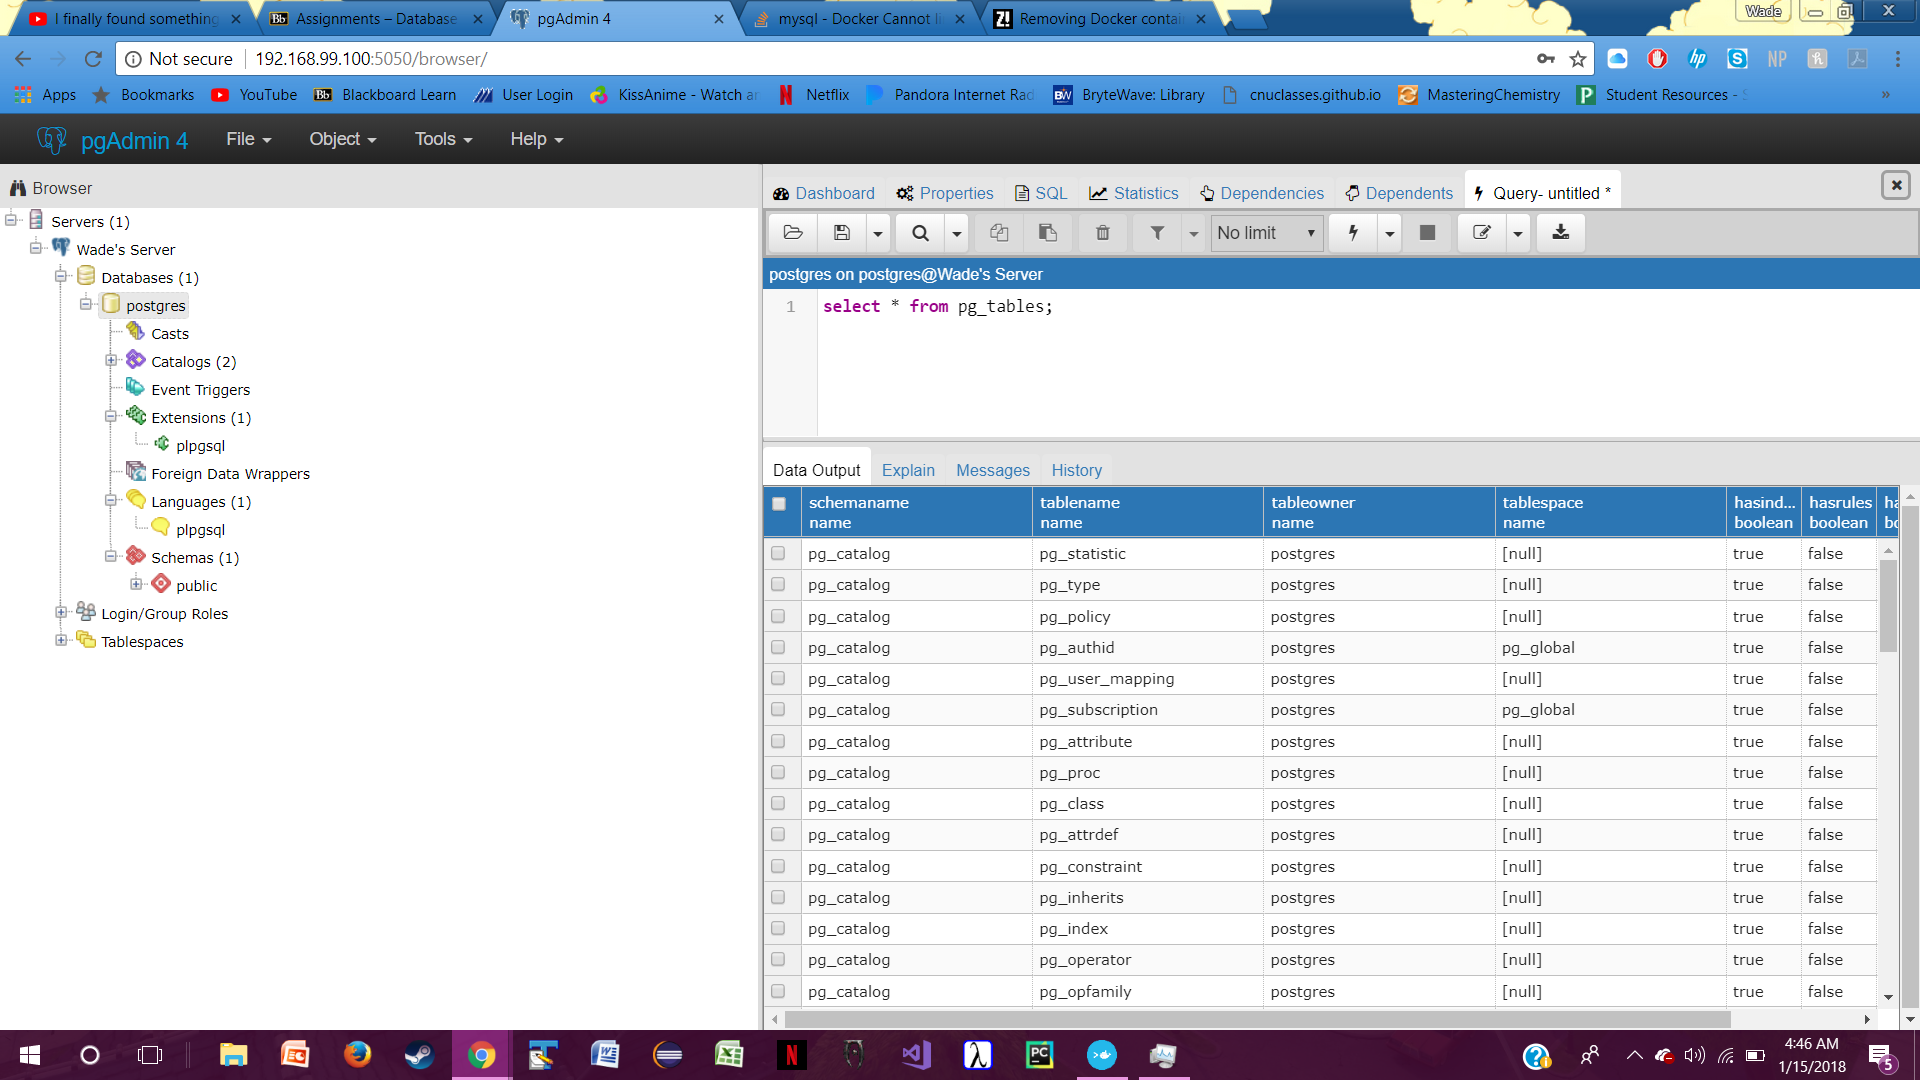 I finally found something
Assignments – Database
pgAdmin 4
mysql - Docker Cannot li
Removing Docker contai
Wade
Not secure
192.168.99.100:5050/browser/
Apps
Bookmarks
YouTube
Blackboard Learn
User Login
KissAnime - Watch ar
Netflix
Pandora Internet Rad
BryteWave: Library
cnuclasses.github.io
MasteringChemistry
Student Resources -
pgAdmin 4
File
Object
Tools
Help
Browser
Servers (1)
Wade's Server
Databases (1)
postgres
Casts
Catalogs (2)
Event Triggers
Extensions (1)
plpgsql
Foreign Data Wrappers
Languages (1)
plpgsql
Schemas (1)
public
Login/Group Roles
Tablespaces
Dashboard
Properties
SQL
Statistics
Dependencies
Dependents
Query- untitled *
No limit
postgres on postgres@Wade's Server
1 select * from pg_tables;
Data Output
Explain
Messages
History
schemaname tablename tableowner tablespace hasind... hasrules ha
name name name name boolean boolean bo
pg_catalog pg_statistic postgres [null] true false
pg_catalog pg_type postgres [null] true false
pg_catalog pg_policy postgres [null] true false
pg_catalog pg_authid postgres pg_global true false
pg_catalog pg_user_mapping postgres [null] true false
pg_catalog pg_subscription postgres pg_global true false
pg_catalog pg_attribute postgres [null] true false
pg_catalog pg_proc postgres [null] true false
pg_catalog pg_class postgres [null] true false
pg_catalog pg_attrdef postgres [null] true false
pg_catalog pg_constraint postgres [null] true false
pg_catalog pg_inherits postgres [null] true false
pg_catalog pg_index postgres [null] true false
pg_catalog pg_operator postgres [null] true false
pg_catalog pg_opfamily postgres [null] true false
4:46 AM
1/15/2018
5